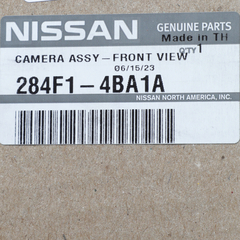 NISSAN GENUINE PARTS
Made in TH
CAMERA ASSY-FRONT VIEW Q'TY 1
06/15/23
284F1-4BA1A
NISSAN NORTH AMERICA, INC.